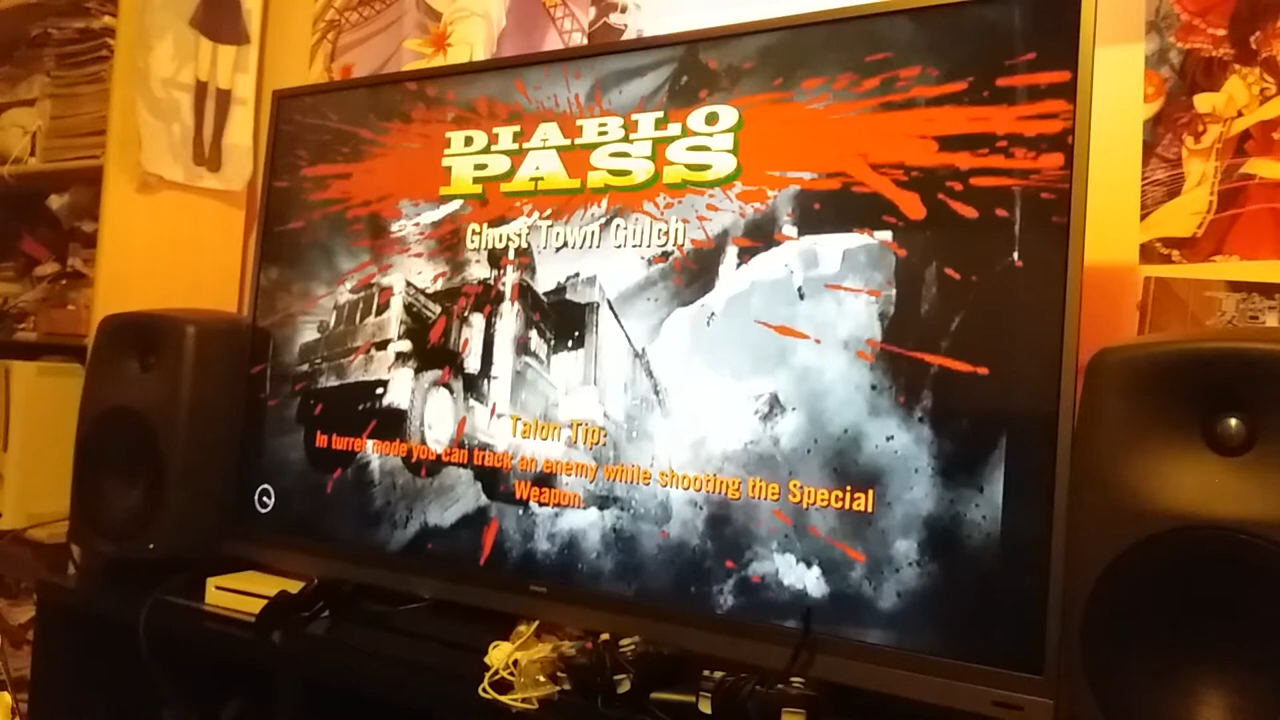 DIABLO
PASS
Ghost Town Gulch
Talon Tip:
In turret mode you can track an enemy while shooting the Special
Weapon.